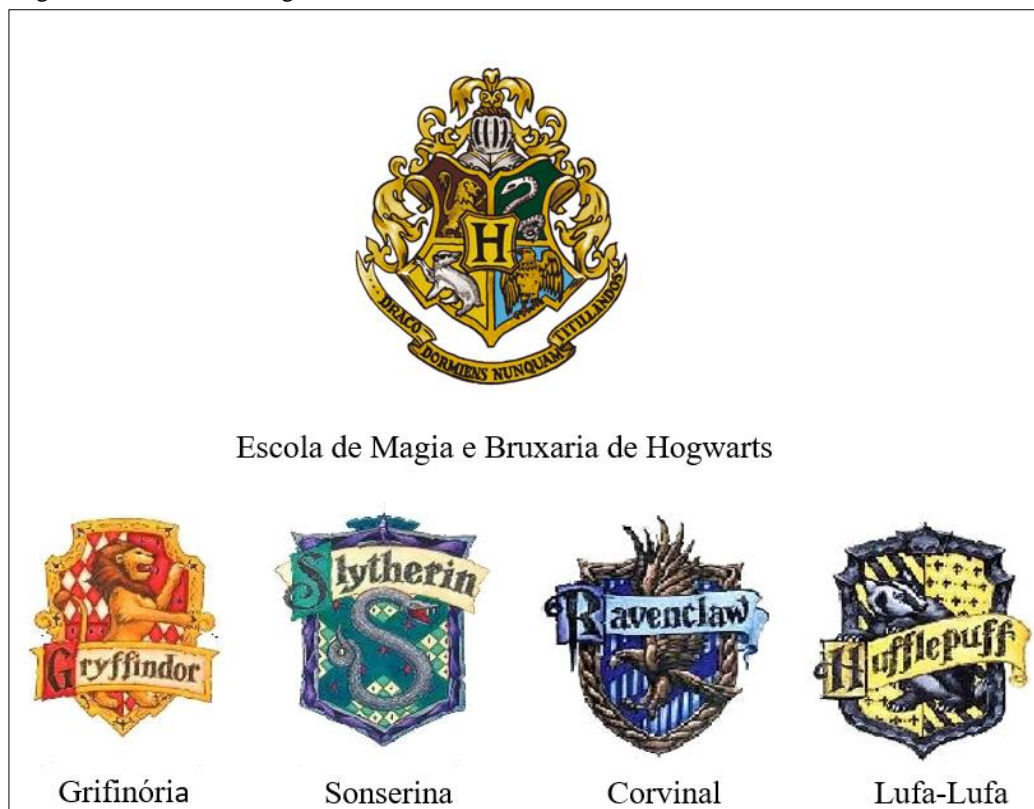 H
DRACO DORMIENS NUNQUAM TITILLANDUS
Escola de Magia e Bruxaria de Hogwarts
Gryffindor
Slytherin
Ravenclaw
Hufflepuff
Grifinória
Sonserina
Corvinal
Lufa-Lufa